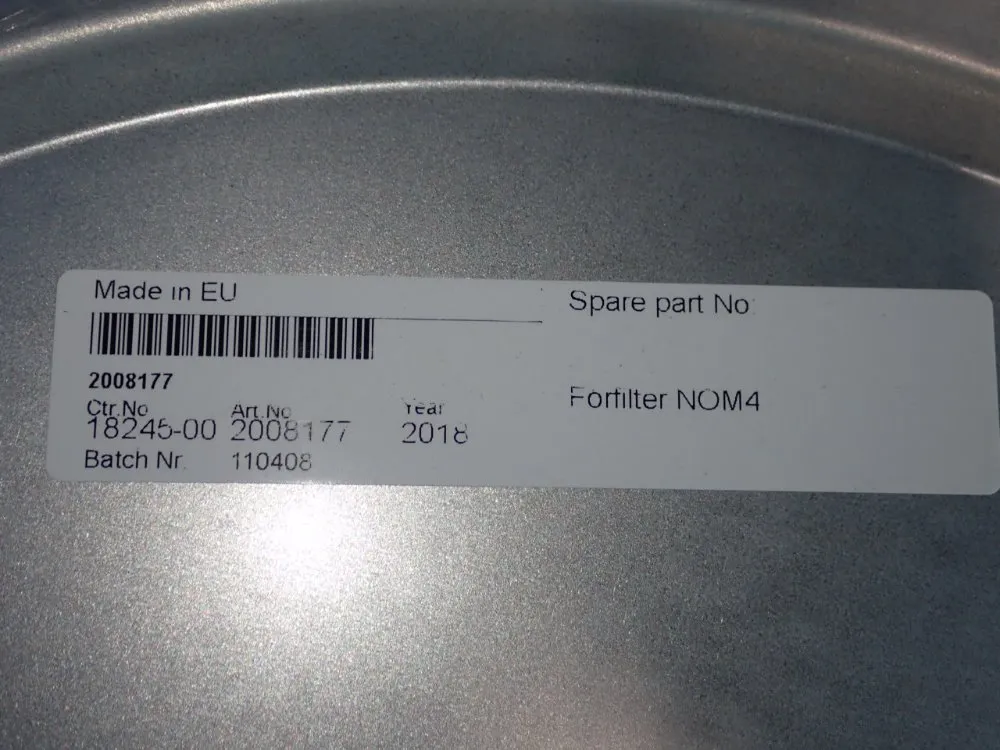 Made in EU
Spare part No
2008177
Forfilter NOM4
Ctr.No Art.No Year
18245-00 2008177 2018
Batch Nr. 110408